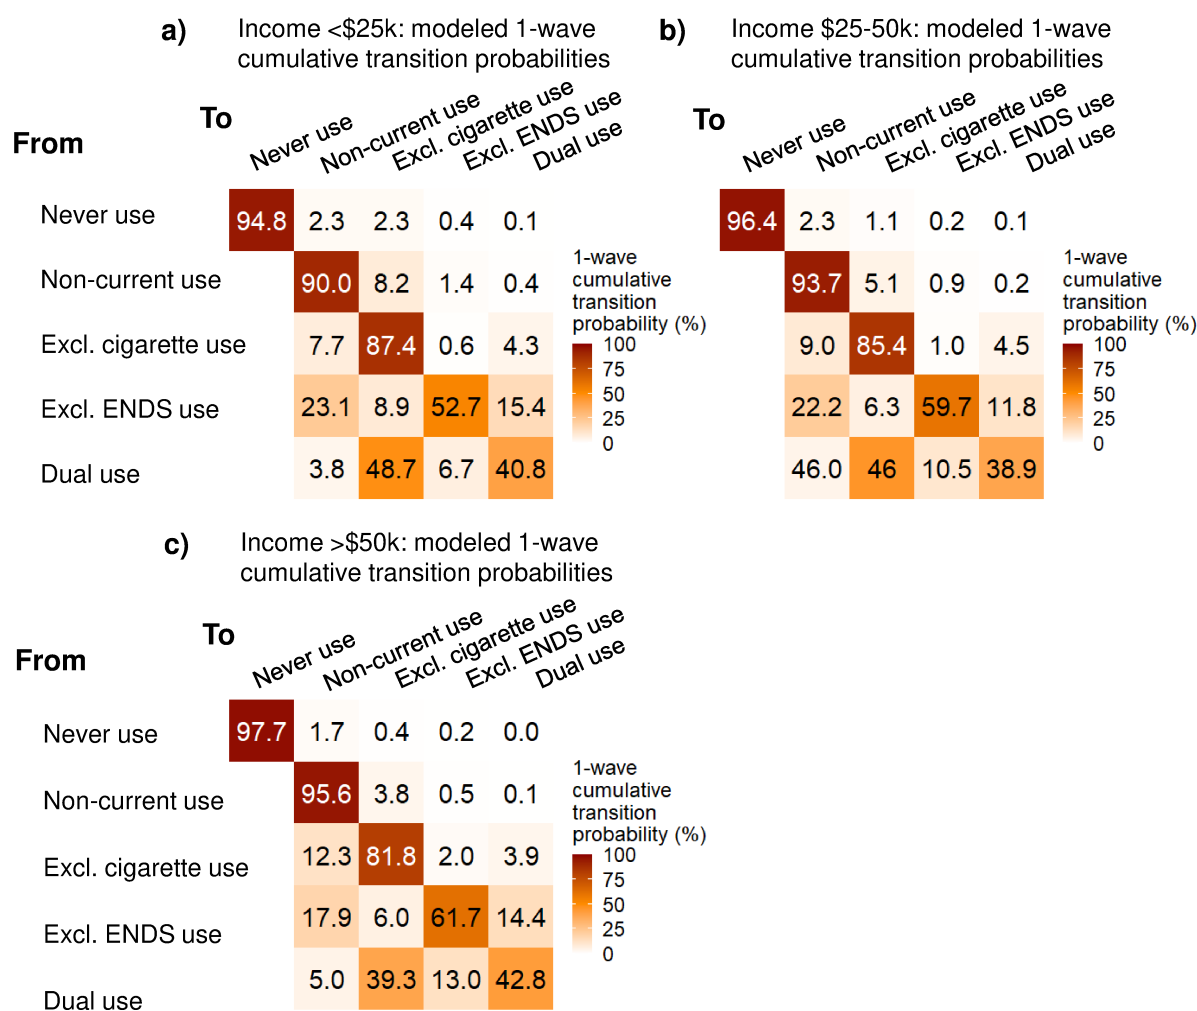 a) Income <$25k: modeled 1-wave
cumulative transition probabilities
To
From
Never use
Non-current use
Excl. cigarette use
Excl. ENDS use
Dual use
Never use 94.8 2.3 2.3 0.4 0.1
Non-current use 90.0 8.2 1.4 0.4
Excl. cigarette use 7.7 87.4 0.6 4.3
Excl. ENDS use 23.1 8.9 52.7 15.4
Dual use 3.8 48.7 6.7 40.8
1-wave
cumulative
transition
probability (%)
100
75
50
25
0
b) Income $25-50k: modeled 1-wave
cumulative transition probabilities
To
Never use
Non-current use
Excl. cigarette use
Excl. ENDS use
Dual use
96.4 2.3 1.1 0.2 0.1
93.7 5.1 0.9 0.2
9.0 85.4 1.0 4.5
22.2 6.3 59.7 11.8
46.0 46 10.5 38.9
1-wave
cumulative
transition
probability (%)
100
75
50
25
0
c) Income >$50k: modeled 1-wave
cumulative transition probabilities
To
From
Never use
Non-current use
Excl. cigarette use
Excl. ENDS use
Dual use
Never use 97.7 1.7 0.4 0.2 0.0
Non-current use 95.6 3.8 0.5 0.1
Excl. cigarette use 12.3 81.8 2.0 3.9
Excl. ENDS use 17.9 6.0 61.7 14.4
Dual use 5.0 39.3 13.0 42.8
1-wave
cumulative
transition
probability (%)
100
75
50
25
0